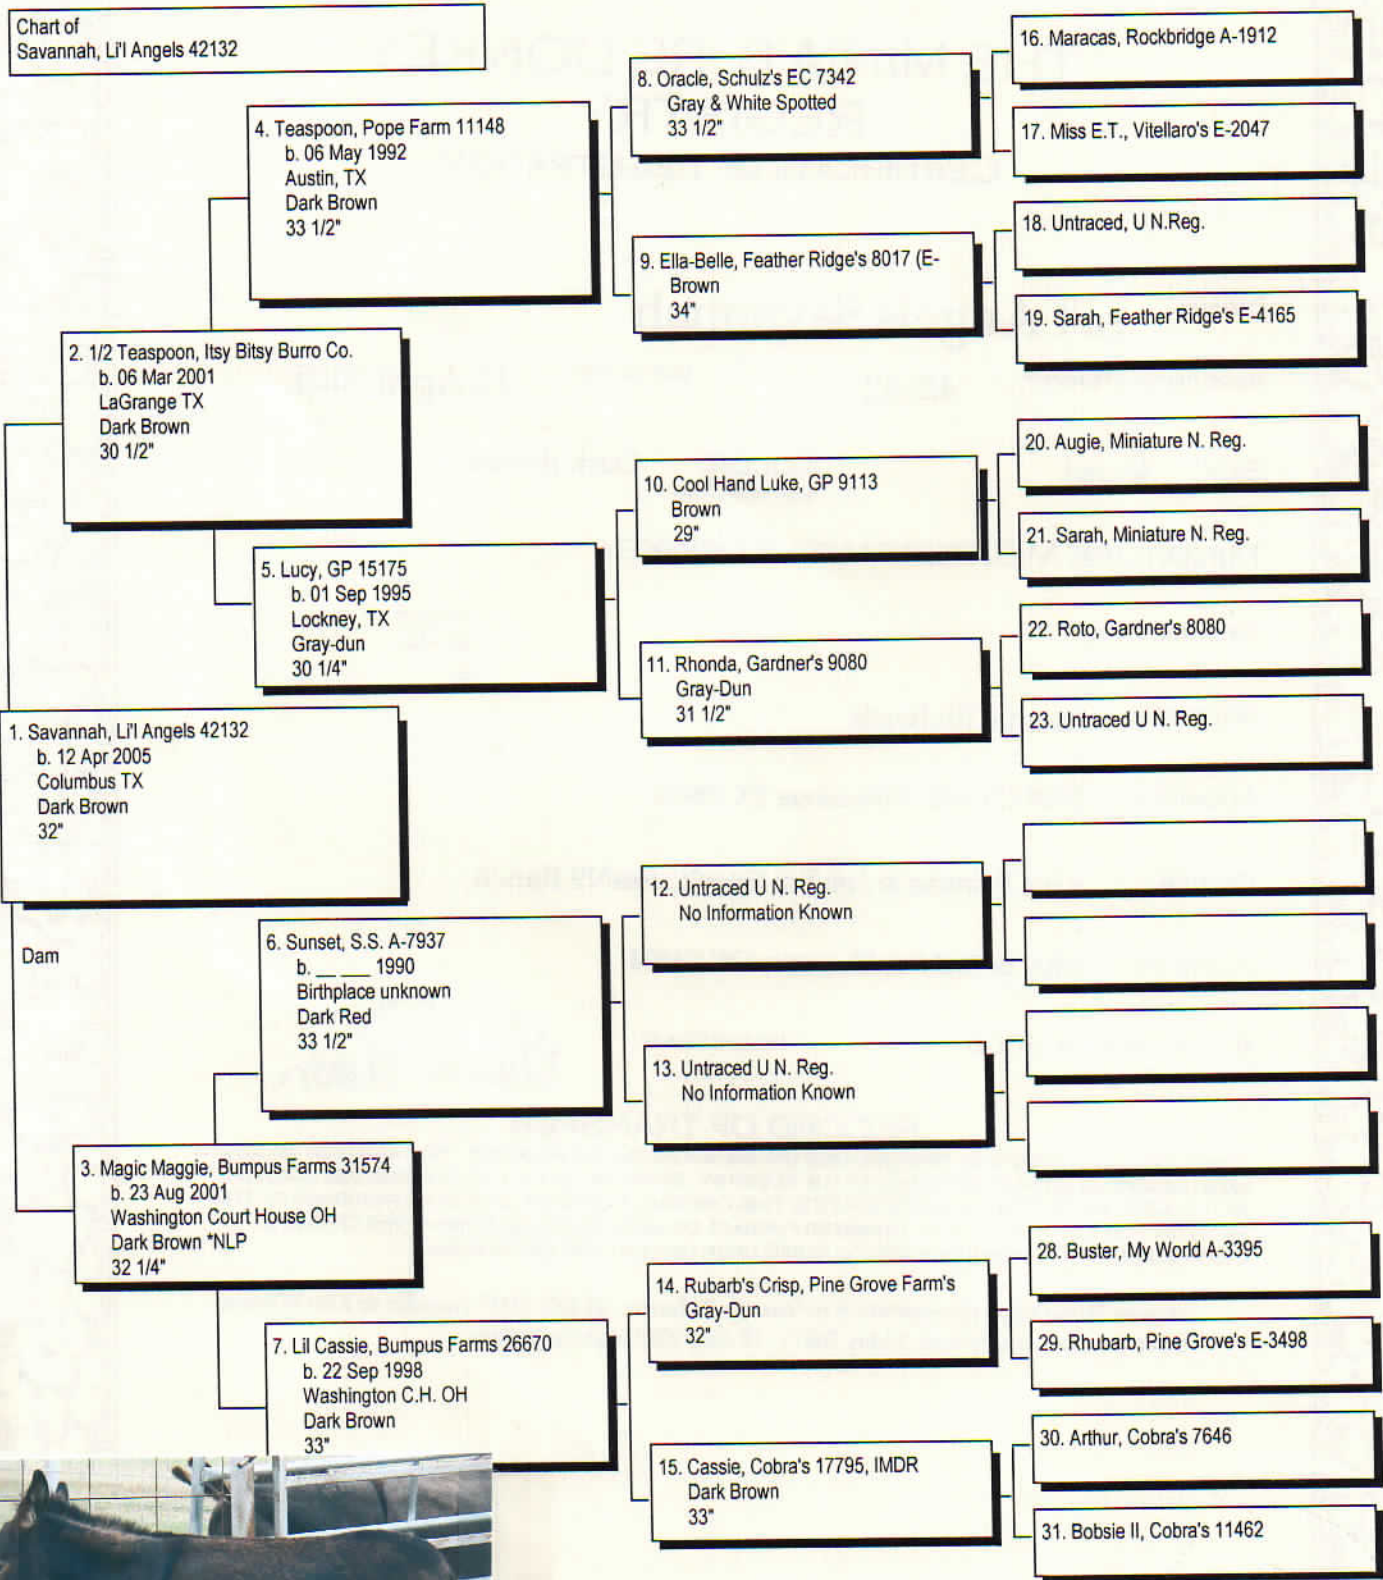 Chart of
Savannah, Li'l Angels 42132
1. Savannah, Li'l Angels 42132
b. 12 Apr 2005
Columbus TX
Dark Brown
32"
Dam
2. 1/2 Teaspoon, Itsy Bitsy Burro Co.
b. 06 Mar 2001
LaGrange TX
Dark Brown
30 1/2"
3. Magic Maggie, Bumpus Farms 31574
b. 23 Aug 2001
Washington Court House OH
Dark Brown *NLP
32 1/4"
4. Teaspoon, Pope Farm 11148
b. 06 May 1992
Austin, TX
Dark Brown
33 1/2"
5. Lucy, GP 15175
b. 01 Sep 1995
Lockney, TX
Gray-dun
30 1/4"
6. Sunset, S.S. A-7937
b. __ ___ 1990
Birthplace unknown
Dark Red
33 1/2"
7. Lil Cassie, Bumpus Farms 26670
b. 22 Sep 1998
Washington C.H. OH
Dark Brown
33"
8. Oracle, Schulz's EC 7342
Gray & White Spotted
33 1/2"
9. Ella-Belle, Feather Ridge's 8017 (E-
Brown
34"
10. Cool Hand Luke, GP 9113
Brown
29"
11. Rhonda, Gardner's 9080
Gray-Dun
31 1/2"
12. Untraced U N. Reg.
No Information Known
13. Untraced U N. Reg.
No Information Known
14. Rubarb's Crisp, Pine Grove Farm's
Gray-Dun
32"
15. Cassie, Cobra's 17795, IMDR
Dark Brown
33"
16. Maracas, Rockbridge A-1912
17. Miss E.T., Vitellaro's E-2047
18. Untraced, U N.Reg.
19. Sarah, Feather Ridge's E-4165
20. Augie, Miniature N. Reg.
21. Sarah, Miniature N. Reg.
22. Roto, Gardner's 8080
23. Untraced U N. Reg.
28. Buster, My World A-3395
29. Rhubarb, Pine Grove's E-3498
30. Arthur, Cobra's 7646
31. Bobsie II, Cobra's 11462